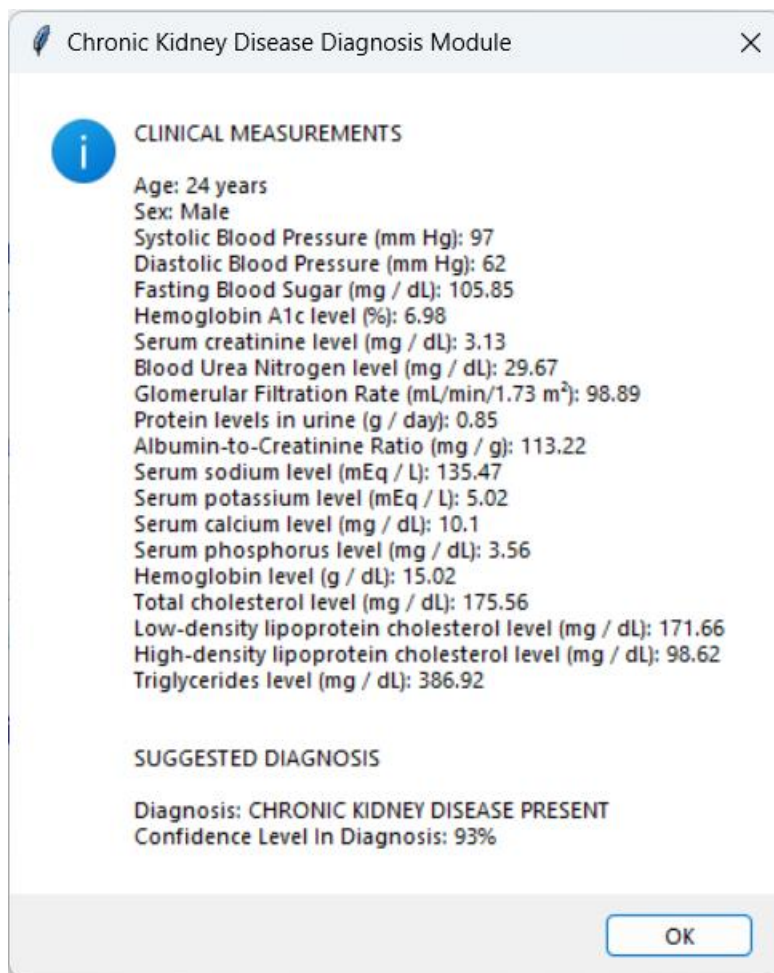 Chronic Kidney Disease Diagnosis Module
CLINICAL MEASUREMENTS
Age: 24 years
Sex: Male
Systolic Blood Pressure (mm Hg): 97
Diastolic Blood Pressure (mm Hg): 62
Fasting Blood Sugar (mg / dL): 105.85
Hemoglobin A1c level (%): 6.98
Serum creatinine level (mg / dL): 3.13
Blood Urea Nitrogen level (mg / dL): 29.67
Glomerular Filtration Rate (mL/min/1.73 m²): 98.89
Protein levels in urine (g / day): 0.85
Albumin-to-Creatinine Ratio (mg / g): 113.22
Serum sodium level (mEq / L): 135.47
Serum potassium level (mEq / L): 5.02
Serum calcium level (mg / dL): 10.1
Serum phosphorus level (mg / dL): 3.56
Hemoglobin level (g / dL): 15.02
Total cholesterol level (mg / dL): 175.56
Low-density lipoprotein cholesterol level (mg / dL): 171.66
High-density lipoprotein cholesterol level (mg / dL): 98.62
Triglycerides level (mg / dL): 386.92
SUGGESTED DIAGNOSIS
Diagnosis: CHRONIC KIDNEY DISEASE PRESENT
Confidence Level In Diagnosis: 93%
OK